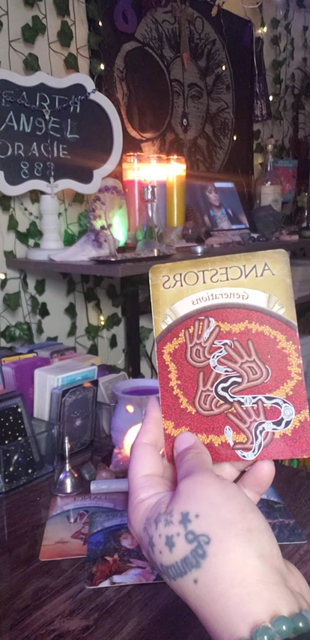 EARTH
ANGEL
ORACLE
888
ANCESTORS
Generations